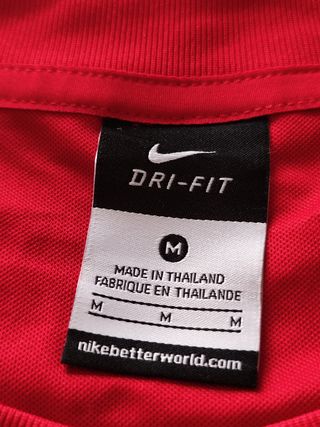 DRI-FIT
M
MADE IN THAILAND
FABRIQUE EN THAILANDE
M M M
nikebetterworld.com